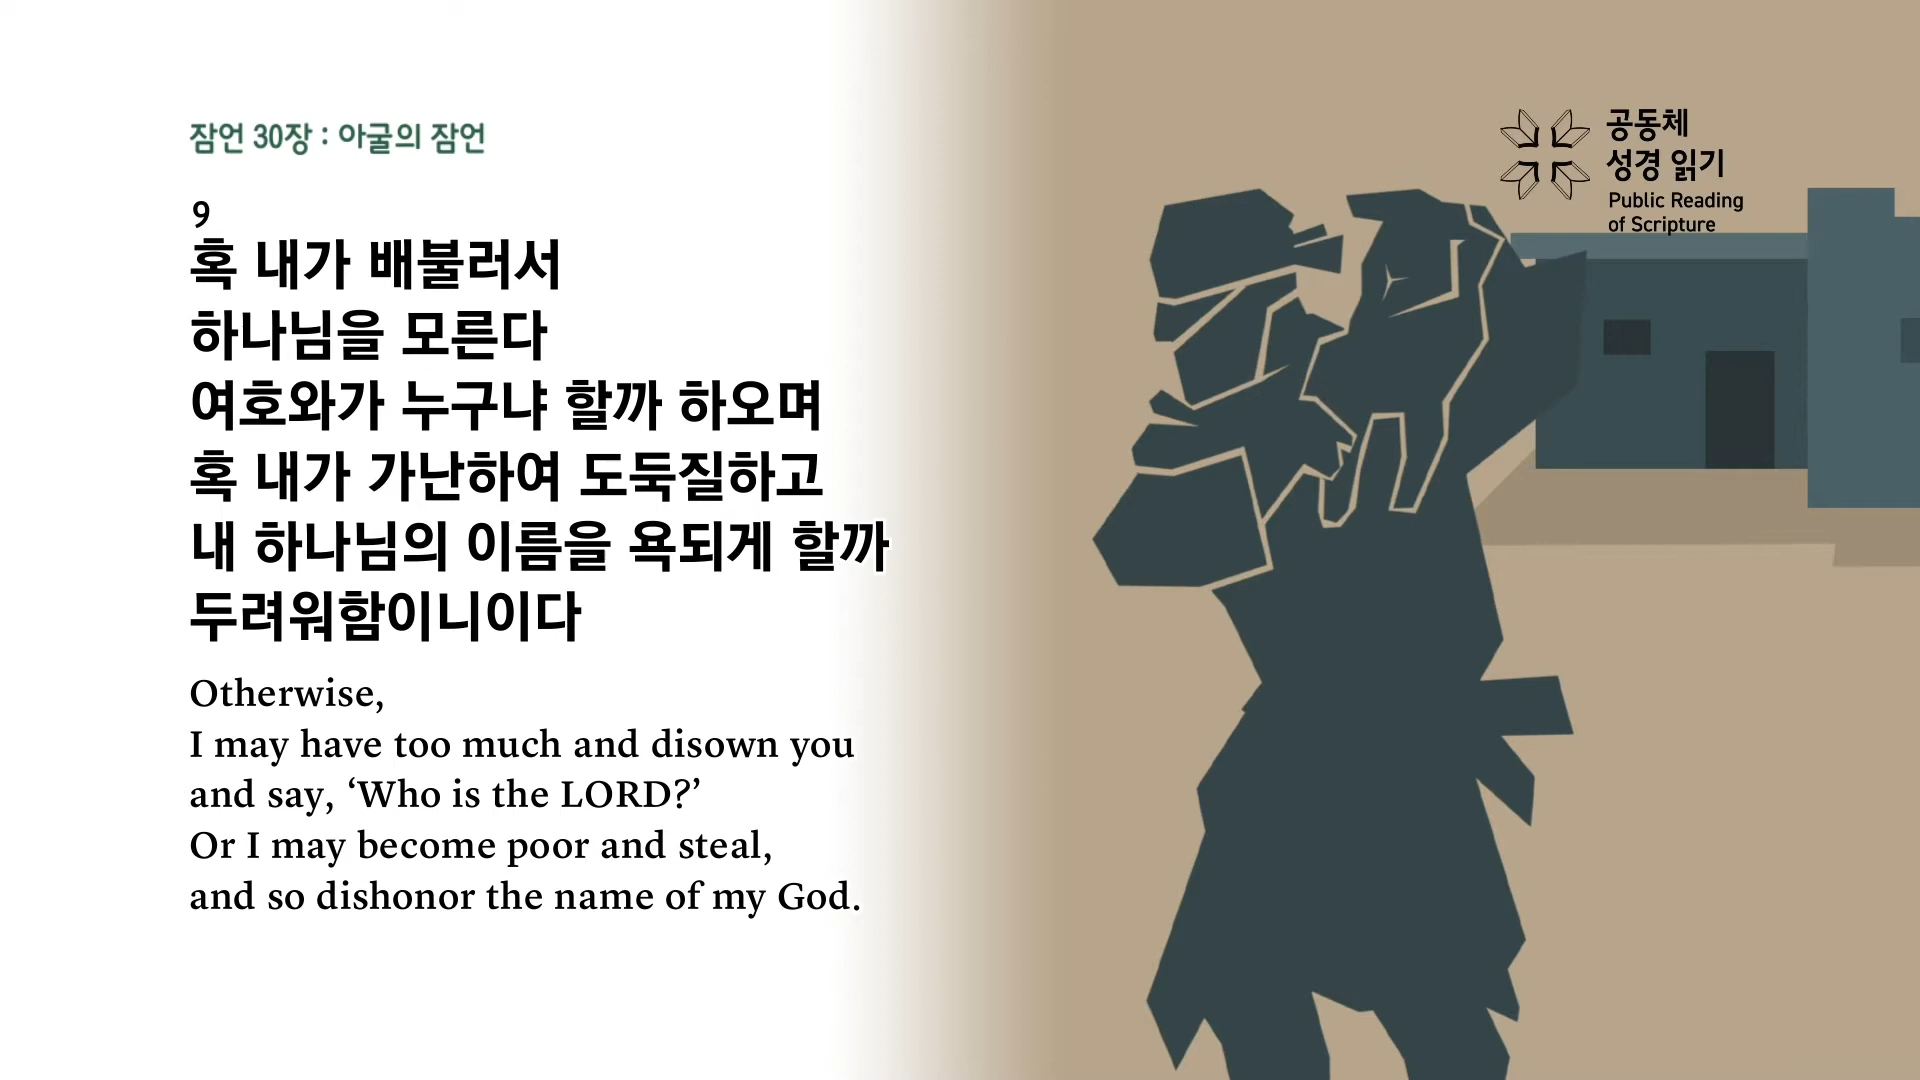 잠언 30장 : 아굴의 잠언
9
혹 내가 배불러서
하나님을 모른다
여호와가 누구냐 할까 하오며
혹 내가 가난하여 도둑질하고
내 하나님의 이름을 욕되게 할까
두려워함이니이다
Otherwise,
I may have too much and disown you
and say, ‘Who is the LORD?’
Or I may become poor and steal,
and so dishonor the name of my God.
공동체
성경 읽기
Public Reading
of Scripture